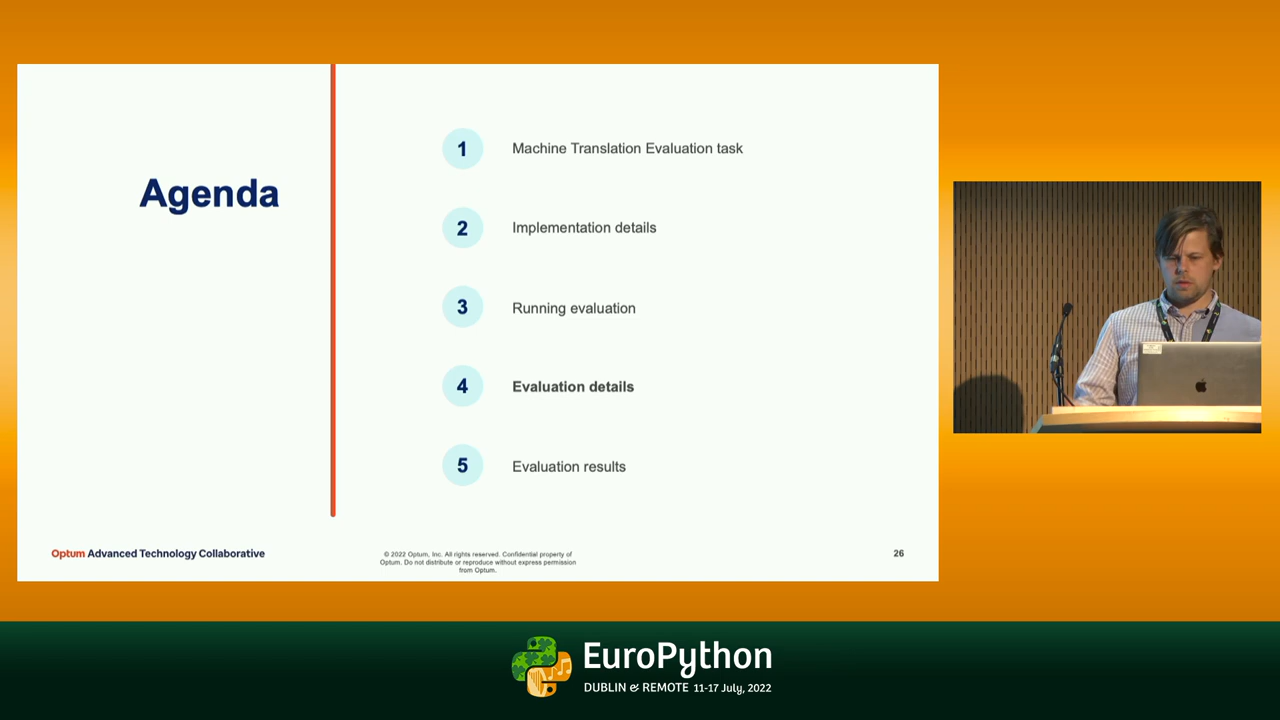 Agenda
1 Machine Translation Evaluation task
2 Implementation details
3 Running evaluation
4 Evaluation details
5 Evaluation results
Optum Advanced Technology Collaborative
© 2022 Optum, Inc. All rights reserved. Confidential property of
Optum. Do not distribute or reproduce without express permission
from Optum.
26
EuroPython
DUBLIN & REMOTE 11-17 July, 2022